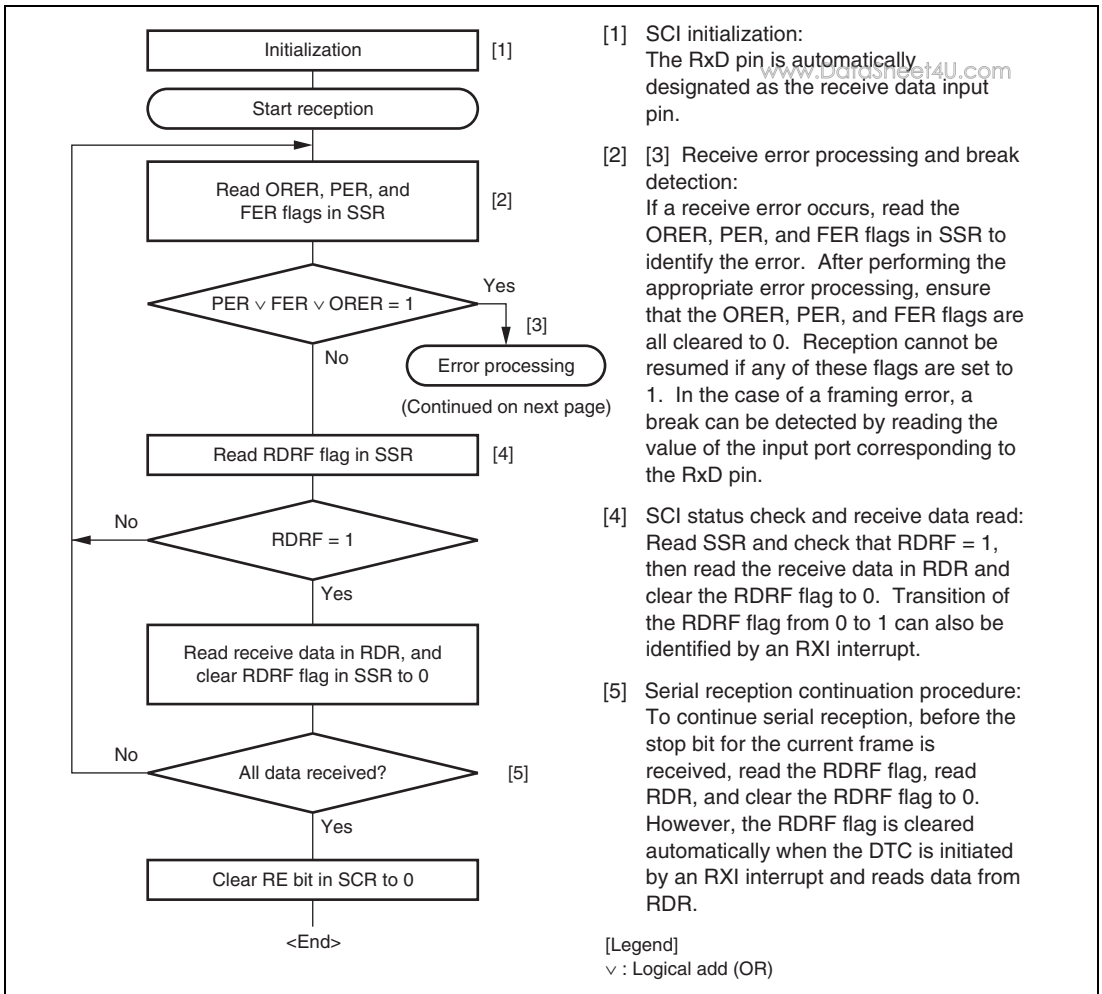 Initialization
[1]
Start reception
Read ORER, PER, and
FER flags in SSR
[2]
PER ∨ FER ∨ ORER = 1
Yes
[3]
No
Error processing
(Continued on next page)
Read RDRF flag in SSR
[4]
No
RDRF = 1
Yes
Read receive data in RDR, and
clear RDRF flag in SSR to 0
No
All data received?
[5]
Yes
Clear RE bit in SCR to 0
<End>
[1] SCI initialization:
The RxD pin is automatically
www.DataSheet4U.com
designated as the receive data input
pin.
[2] [3] Receive error processing and break
detection:
If a receive error occurs, read the
ORER, PER, and FER flags in SSR to
identify the error. After performing the
appropriate error processing, ensure
that the ORER, PER, and FER flags are
all cleared to 0. Reception cannot be
resumed if any of these flags are set to
1. In the case of a framing error, a
break can be detected by reading the
value of the input port corresponding to
the RxD pin.
[4] SCI status check and receive data read:
Read SSR and check that RDRF = 1,
then read the receive data in RDR and
clear the RDRF flag to 0. Transition of
the RDRF flag from 0 to 1 can also be
identified by an RXI interrupt.
[5] Serial reception continuation procedure:
To continue serial reception, before the
stop bit for the current frame is
received, read the RDRF flag, read
RDR, and clear the RDRF flag to 0.
However, the RDRF flag is cleared
automatically when the DTC is initiated
by an RXI interrupt and reads data from
RDR.
[Legend]
∨ : Logical add (OR)